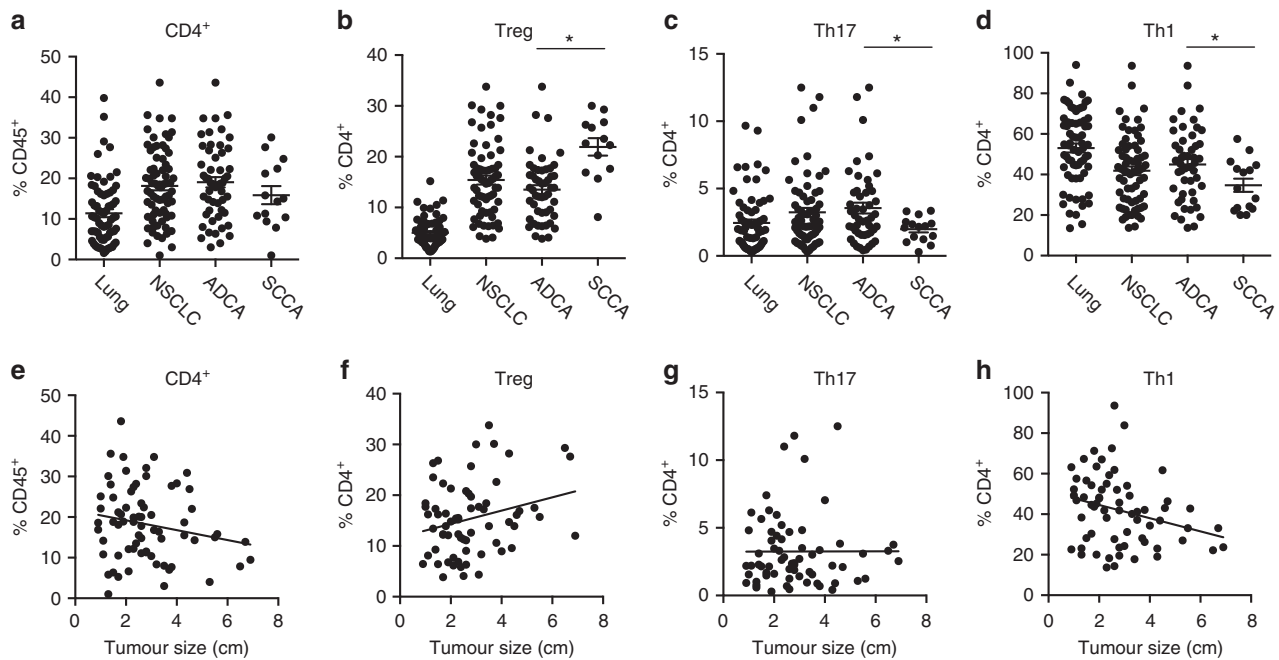 a CD4⁺
% CD45⁺
50
40
30
20
10
0
Lung NSCLC ADCA SCCA
b Treg
*
% CD4⁺
40
30
20
10
0
Lung NSCLC ADCA SCCA
c Th17
*
% CD4⁺
15
10
5
0
Lung NSCLC ADCA SCCA
d Th1
*
% CD4⁺
100
80
60
40
20
0
Lung NSCLC ADCA SCCA
e CD4⁺
% CD45⁺
50
40
30
20
10
0
0 2 4 6 8
Tumour size (cm)
f Treg
% CD4⁺
40
30
20
10
0
0 2 4 6 8
Tumour size (cm)
g Th17
% CD4⁺
15
10
5
0
0 2 4 6 8
Tumour size (cm)
h Th1
% CD4⁺
100
80
60
40
20
0
0 2 4 6 8
Tumour size (cm)